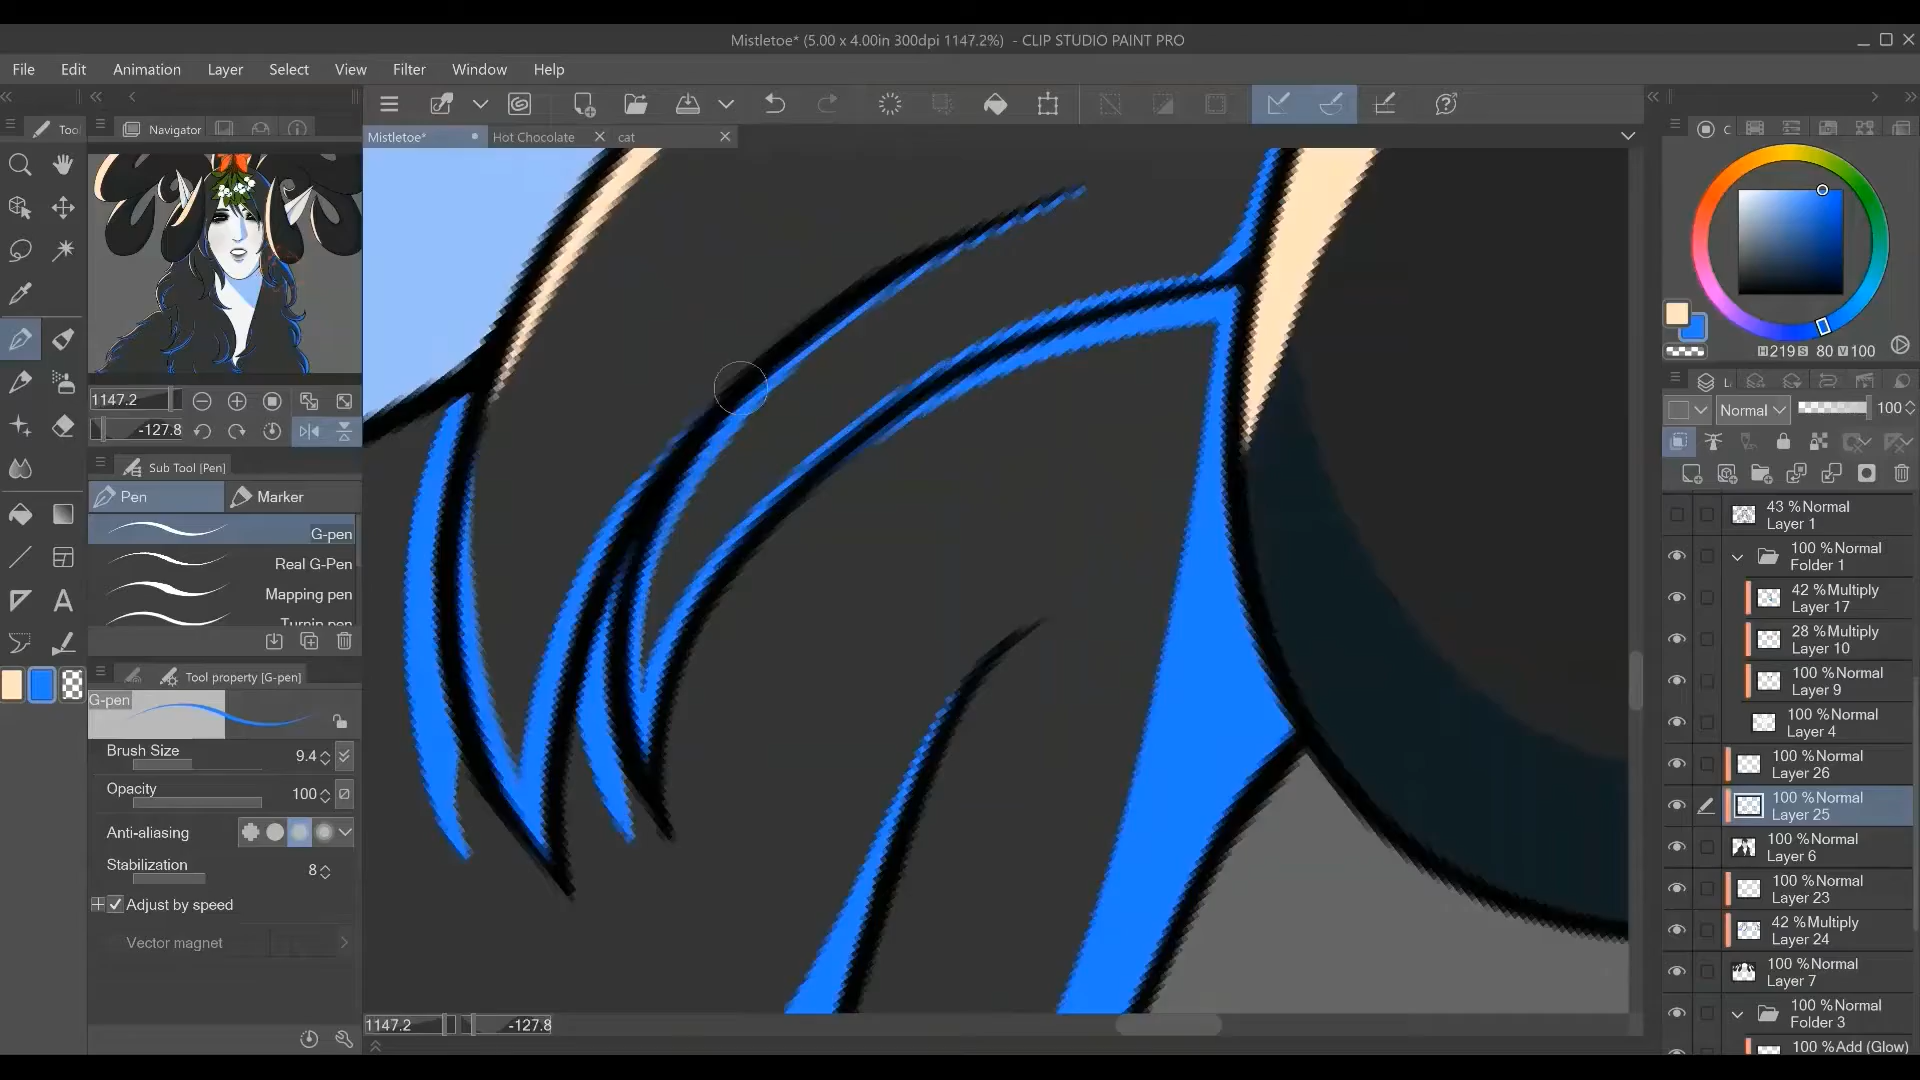 Mistletoe* (5.00 x 4.00in 300dpi 1147.2%)  - CLIP STUDIO PAINT PRO
File Edit Animation Layer Select View Filter Window Help
Tool
Navigator
Mistletoe* Hot Chocolate cat
1147.2
-127.8
Sub Tool [Pen]
Pen Marker
G-pen
Real G-Pen
Mapping pen
Turnip pen
Tool property [G-pen]
G-pen
Brush Size 9.4
Opacity 100
Anti-aliasing
Stabilization 8
Adjust by speed
Vector magnet
1147.2 -127.8
C
H 219 S 80 V 100
L
Normal 100
43 %Normal
Layer 1
100 %Normal
Folder 1
42 %Multiply
Layer 17
28 %Multiply
Layer 10
100 %Normal
Layer 9
100 %Normal
Layer 4
100 %Normal
Layer 26
100 %Normal
Layer 25
100 %Normal
Layer 6
100 %Normal
Layer 23
42 %Multiply
Layer 24
100 %Normal
Layer 7
100 %Normal
Folder 3
100 %Add (Glow)